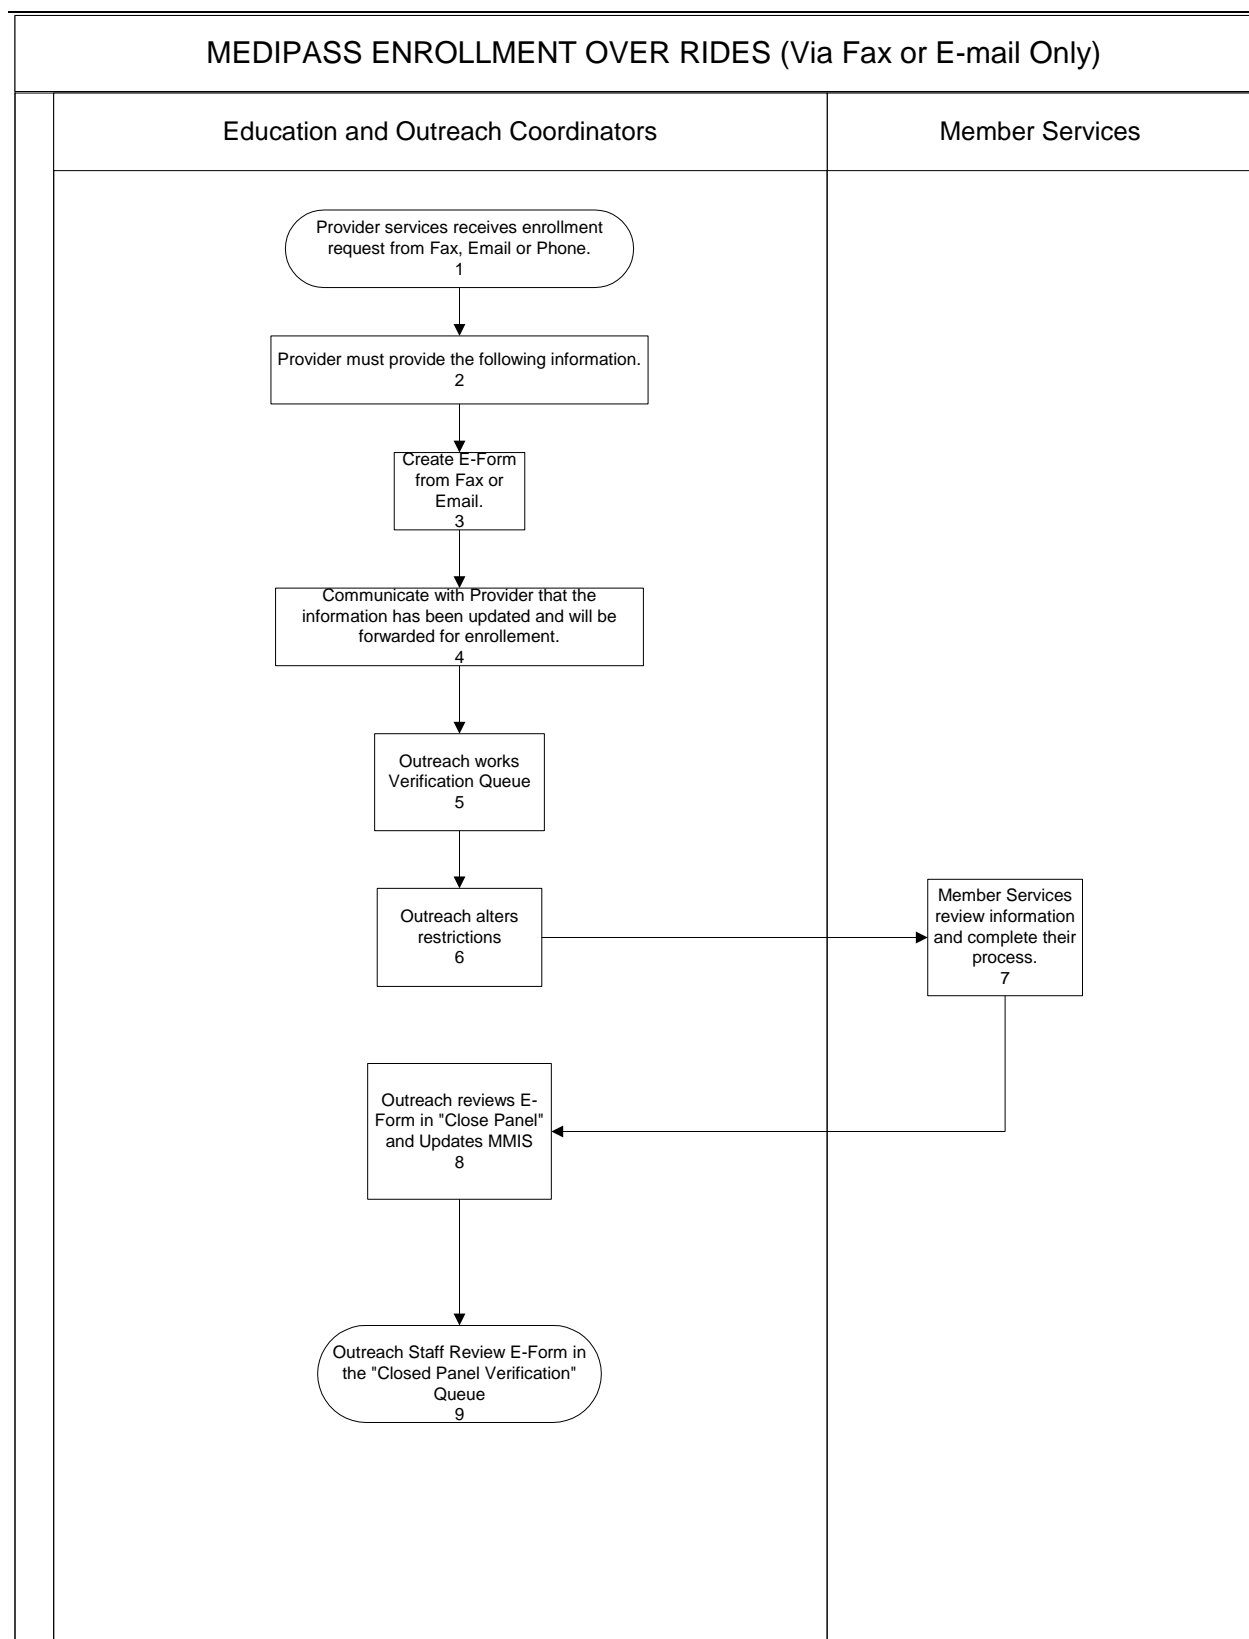 MEDIPASS ENROLLMENT OVER RIDES (Via Fax or E-mail Only)
Education and Outreach Coordinators
Member Services
Provider services receives enrollment
request from Fax, Email or Phone.
1
Provider must provide the following information.
2
Create E-Form
from Fax or
Email.
3
Communicate with Provider that the
information has been updated and will be
forwarded for enrollement.
4
Outreach works
Verification Queue
5
Outreach alters
restrictions
6
Member Services
review information
and complete their
process.
7
Outreach reviews E-
Form in "Close Panel"
and Updates MMIS
8
Outreach Staff Review E-Form in
the "Closed Panel Verification"
Queue
9